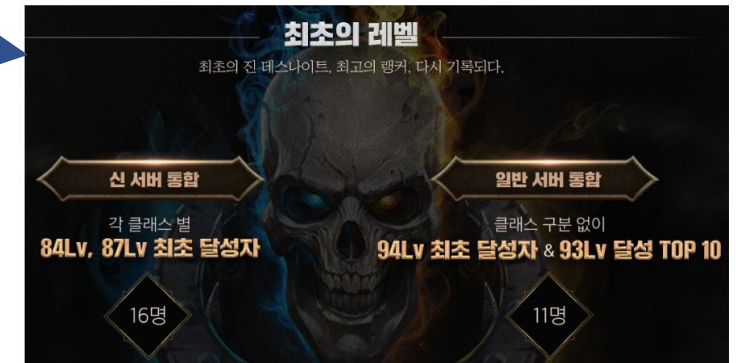 최초의 레벨
최초의 진 데스나이트, 최고의 랭커, 다시 기록되다.
신 서버 통합
각 클래스 별
84Lv, 87Lv 최초 달성자
16명
일반 서버 통합
클래스 구분 없이
94Lv 최초 달성자 & 93Lv 달성 TOP 10
11명